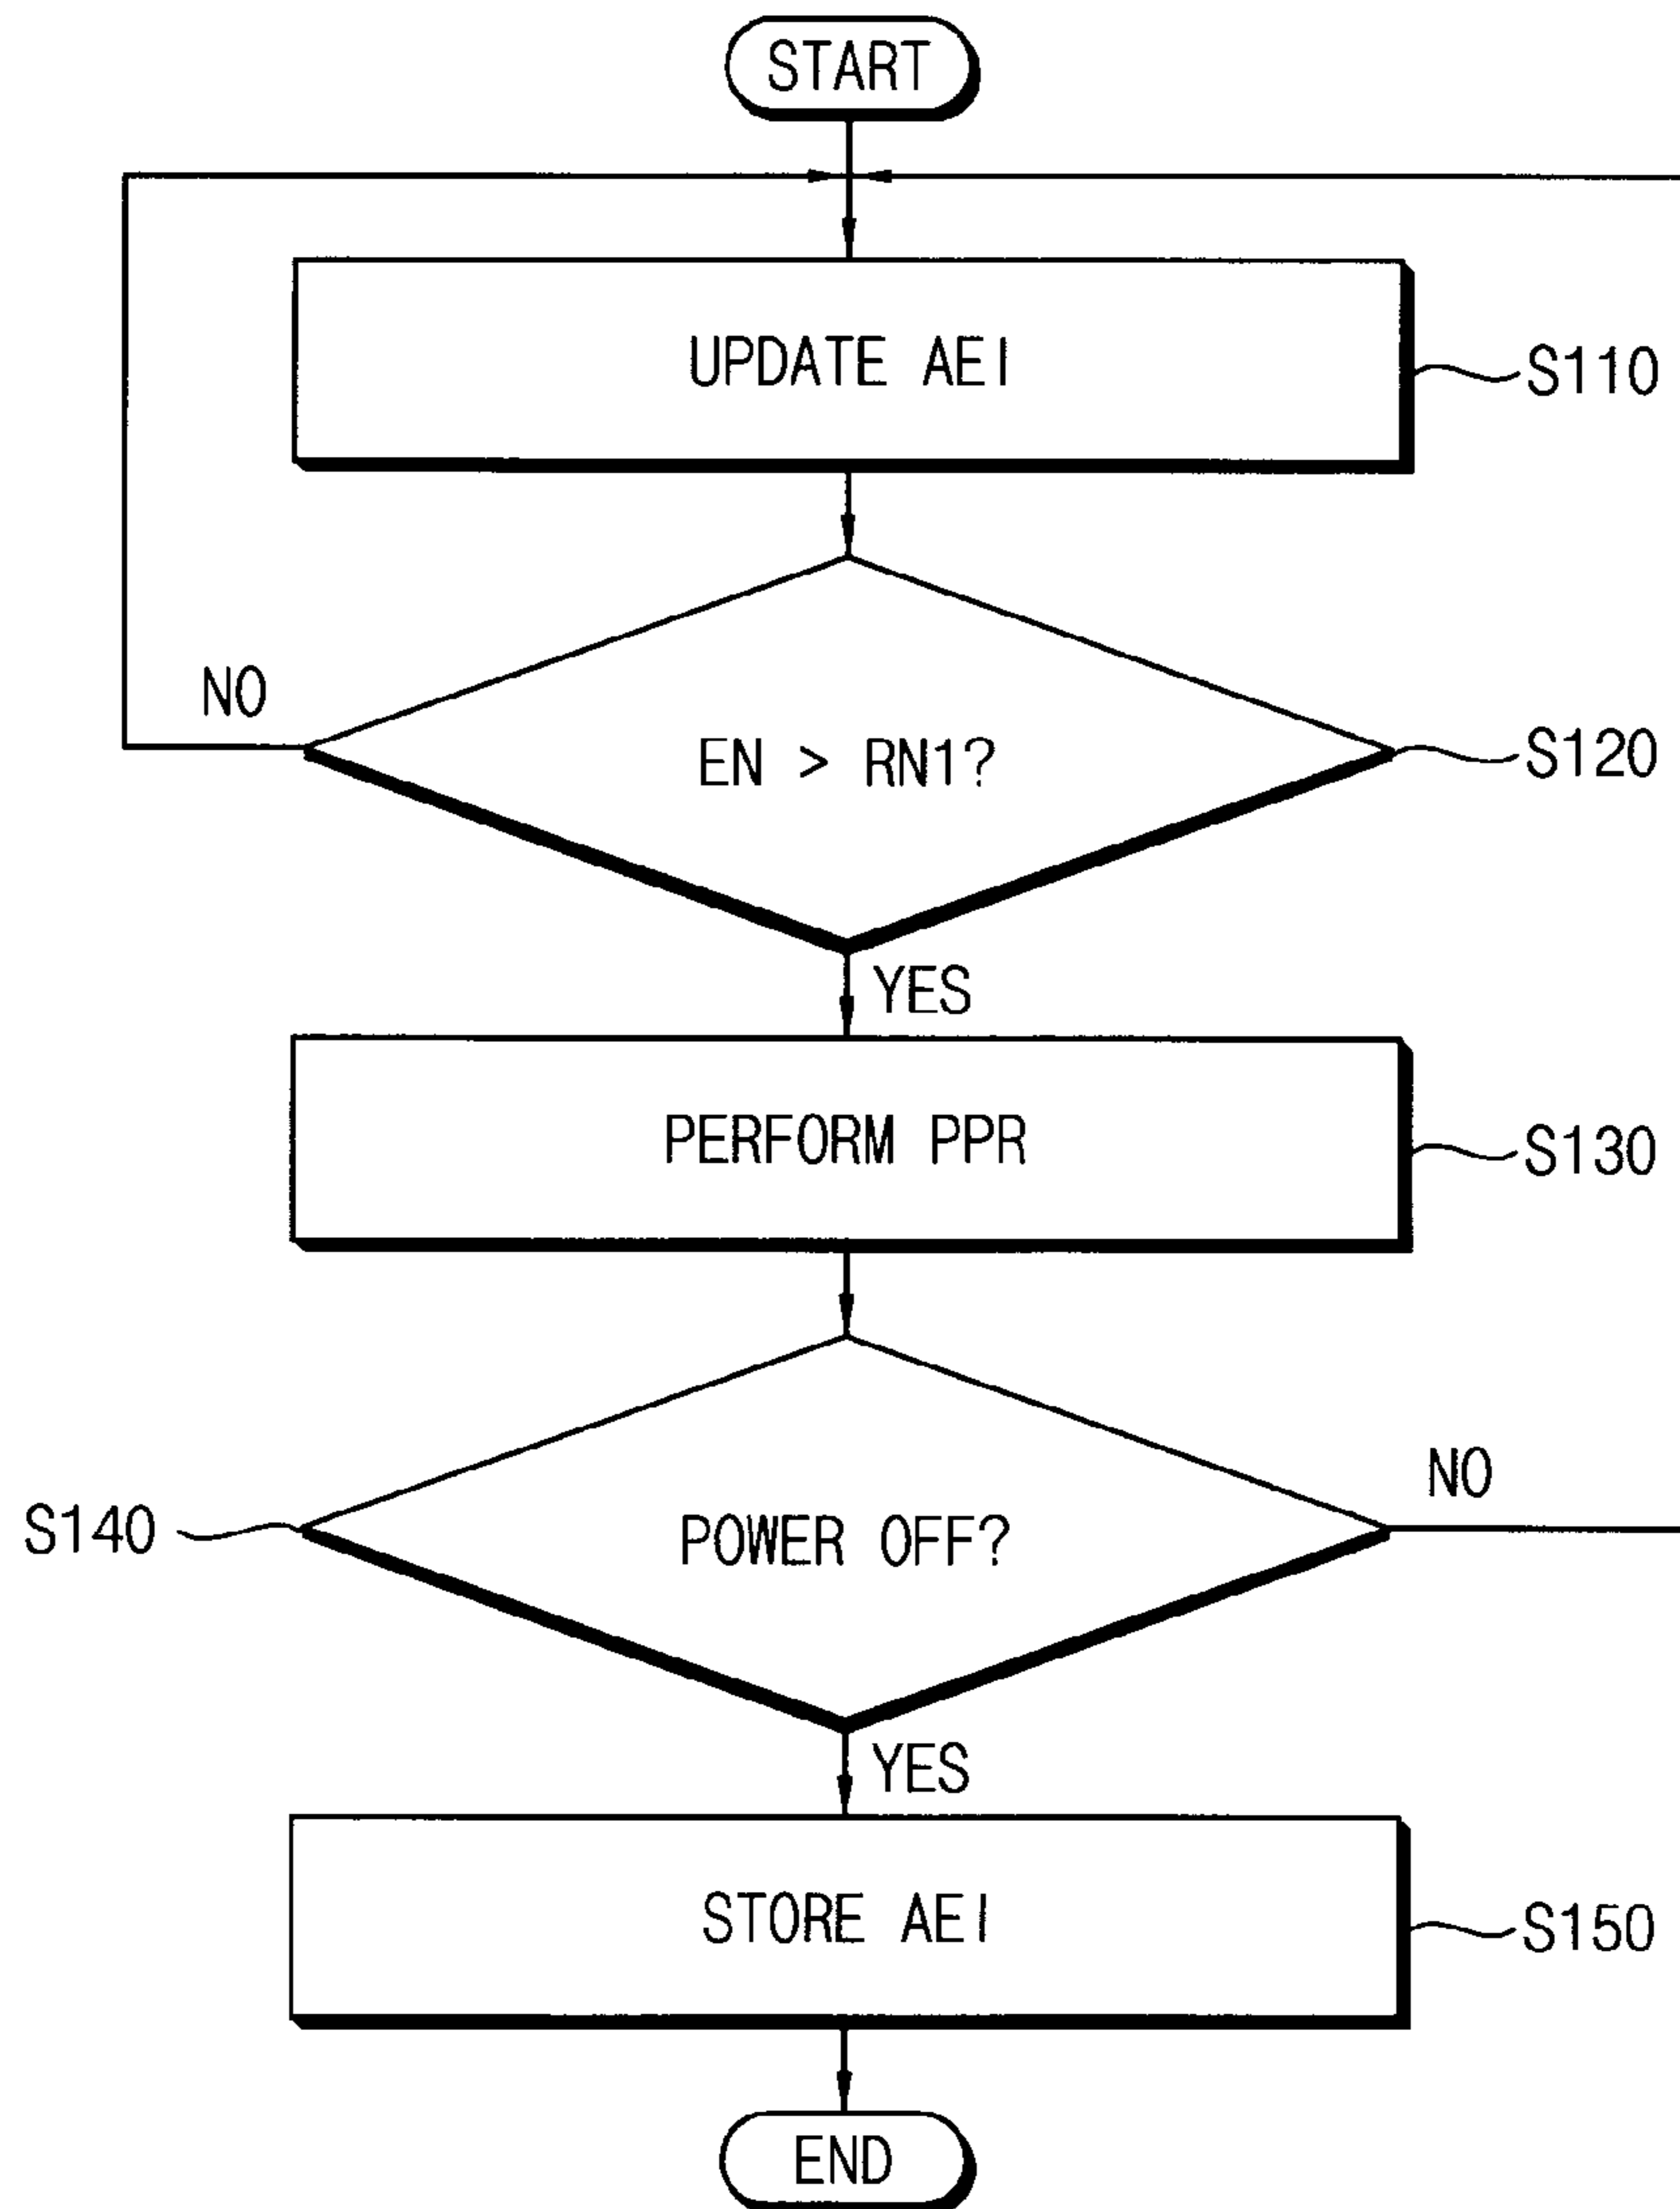 START
UPDATE AEI
S110
NO
EN > RN1?
S120
YES
PERFORM PPR
S130
NO
S140
POWER OFF?
YES
STORE AEI
S150
END